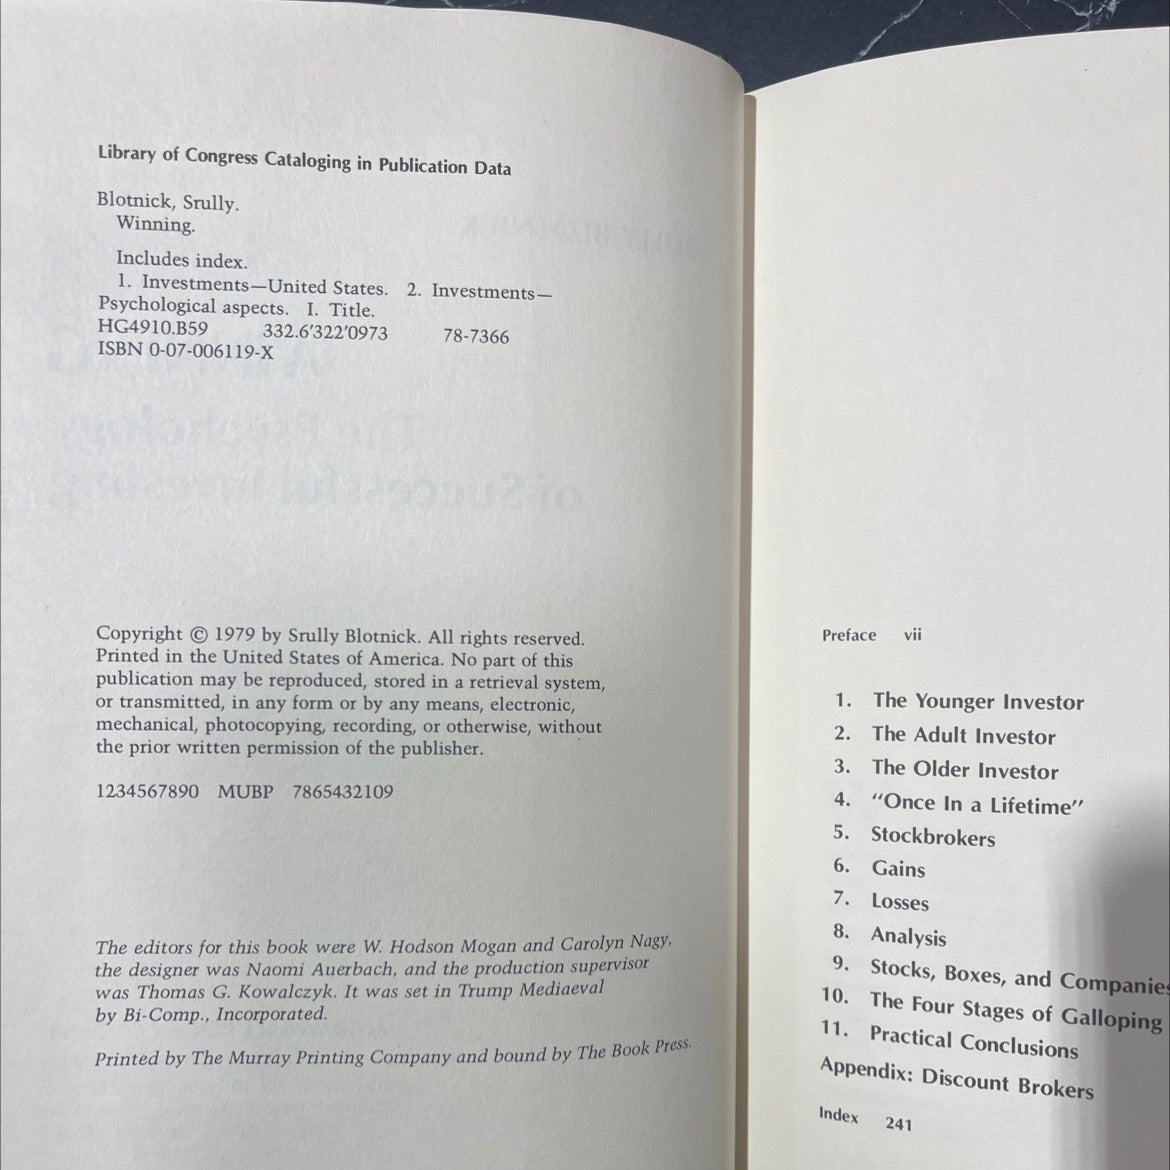 Library of Congress Cataloging in Publication Data
Blotnick, Srully.
Winning.
Includes index.
1. Investments—United States. 2. Investments—
Psychological aspects. I. Title.
HG4910.B59 332.6'322'0973 78-7366
ISBN 0-07-006119-X
Copyright © 1979 by Srully Blotnick. All rights reserved.
Printed in the United States of America. No part of this
publication may be reproduced, stored in a retrieval system,
or transmitted, in any form or by any means, electronic,
mechanical, photocopying, recording, or otherwise, without
the prior written permission of the publisher.
1234567890 MUBP 7865432109
The editors for this book were W. Hodson Mogan and Carolyn Nagy,
the designer was Naomi Auerbach, and the production supervisor
was Thomas G. Kowalczyk. It was set in Trump Mediaeval
by Bi-Comp., Incorporated.
Printed by The Murray Printing Company and bound by The Book Press.
Preface vii
1. The Younger Investor
2. The Adult Investor
3. The Older Investor
4. "Once In a Lifetime"
5. Stockbrokers
6. Gains
7. Losses
8. Analysis
9. Stocks, Boxes, and Companies
10. The Four Stages of Galloping
11. Practical Conclusions
Appendix: Discount Brokers
Index 241